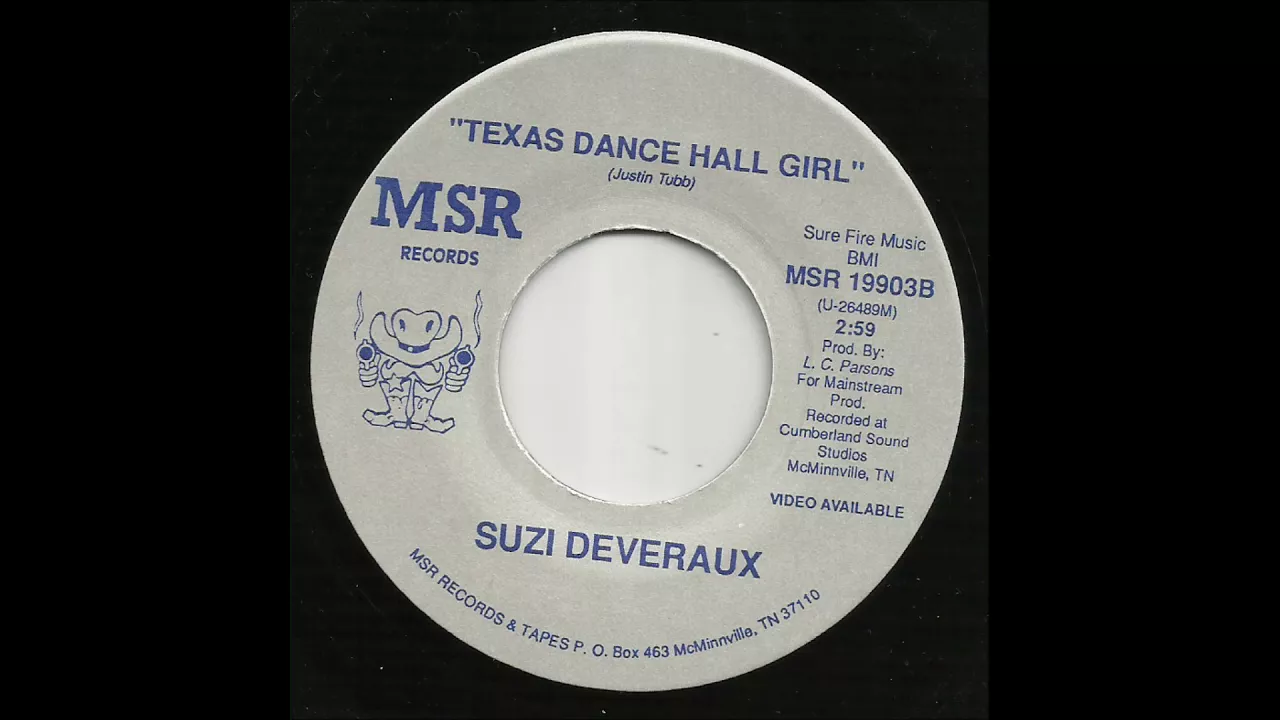 "TEXAS DANCE HALL GIRL"
(Justin Tubb)
MSR
RECORDS
Sure Fire Music
BMI
MSR 19903B
(U-26489M)
2:59
Prod. By:
L. C. Parsons
For Mainstream
Prod.
Recorded at
Cumberland Sound
Studios
McMinnville, TN
VIDEO AVAILABLE
SUZI DEVERAUX
MSR RECORDS & TAPES P. O. Box 463 McMinnville, TN 37110